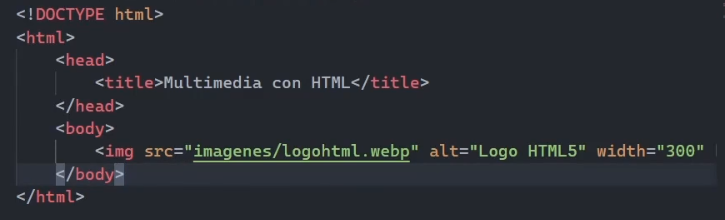 <!DOCTYPE html>
<html>
<head>
<title>Multimedia con HTML</title>
</head>
<body>
<img src="imagenes/logohtml.webp" alt="Logo HTML5" width="300"
</body>
</html>